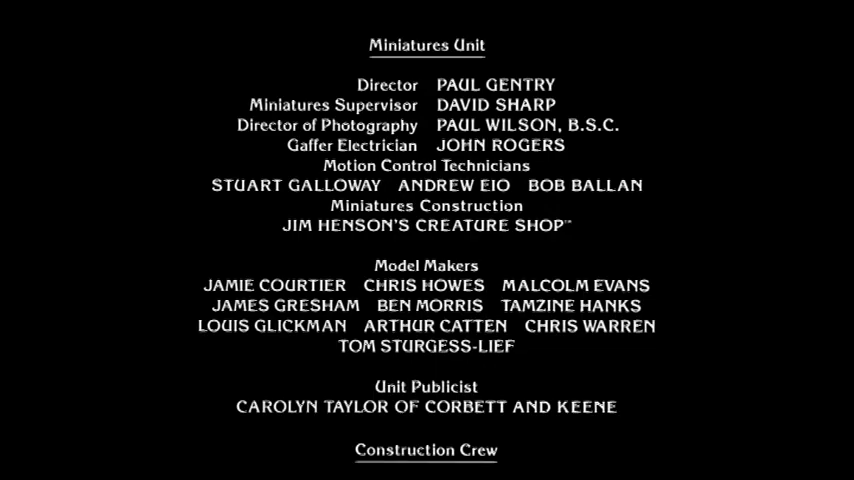 Miniatures Unit
Director PAUL GENTRY
Miniatures Supervisor DAVID SHARP
Director of Photography PAUL WILSON, B.S.C.
Gaffer Electrician JOHN ROGERS
Motion Control Technicians
STUART GALLOWAY ANDREW EIO BOB BALLAN
Miniatures Construction
JIM HENSON'S CREATURE SHOP™
Model Makers
JAMIE COURTIER CHRIS HOWES MALCOLM EVANS
JAMES GRESHAM BEN MORRIS TAMZINE HANKS
LOUIS GLICKMAN ARTHUR CATTEN CHRIS WARREN
TOM STURGESS-LIEF
Unit Publicist
CAROLYN TAYLOR OF CORBETT AND KEENE
Construction Crew